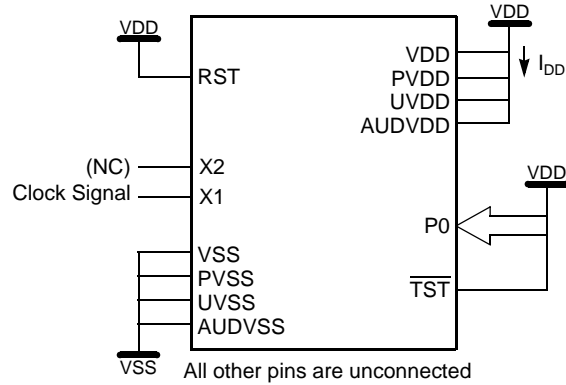 VDD
VDD
RST
VDD
PVDD
UVDD
AUDVDD
I_DD
(NC)
X2
Clock Signal
X1
VDD
P0
VSS
PVSS
UVSS
AUDVSS
TST
VSS
All other pins are unconnected